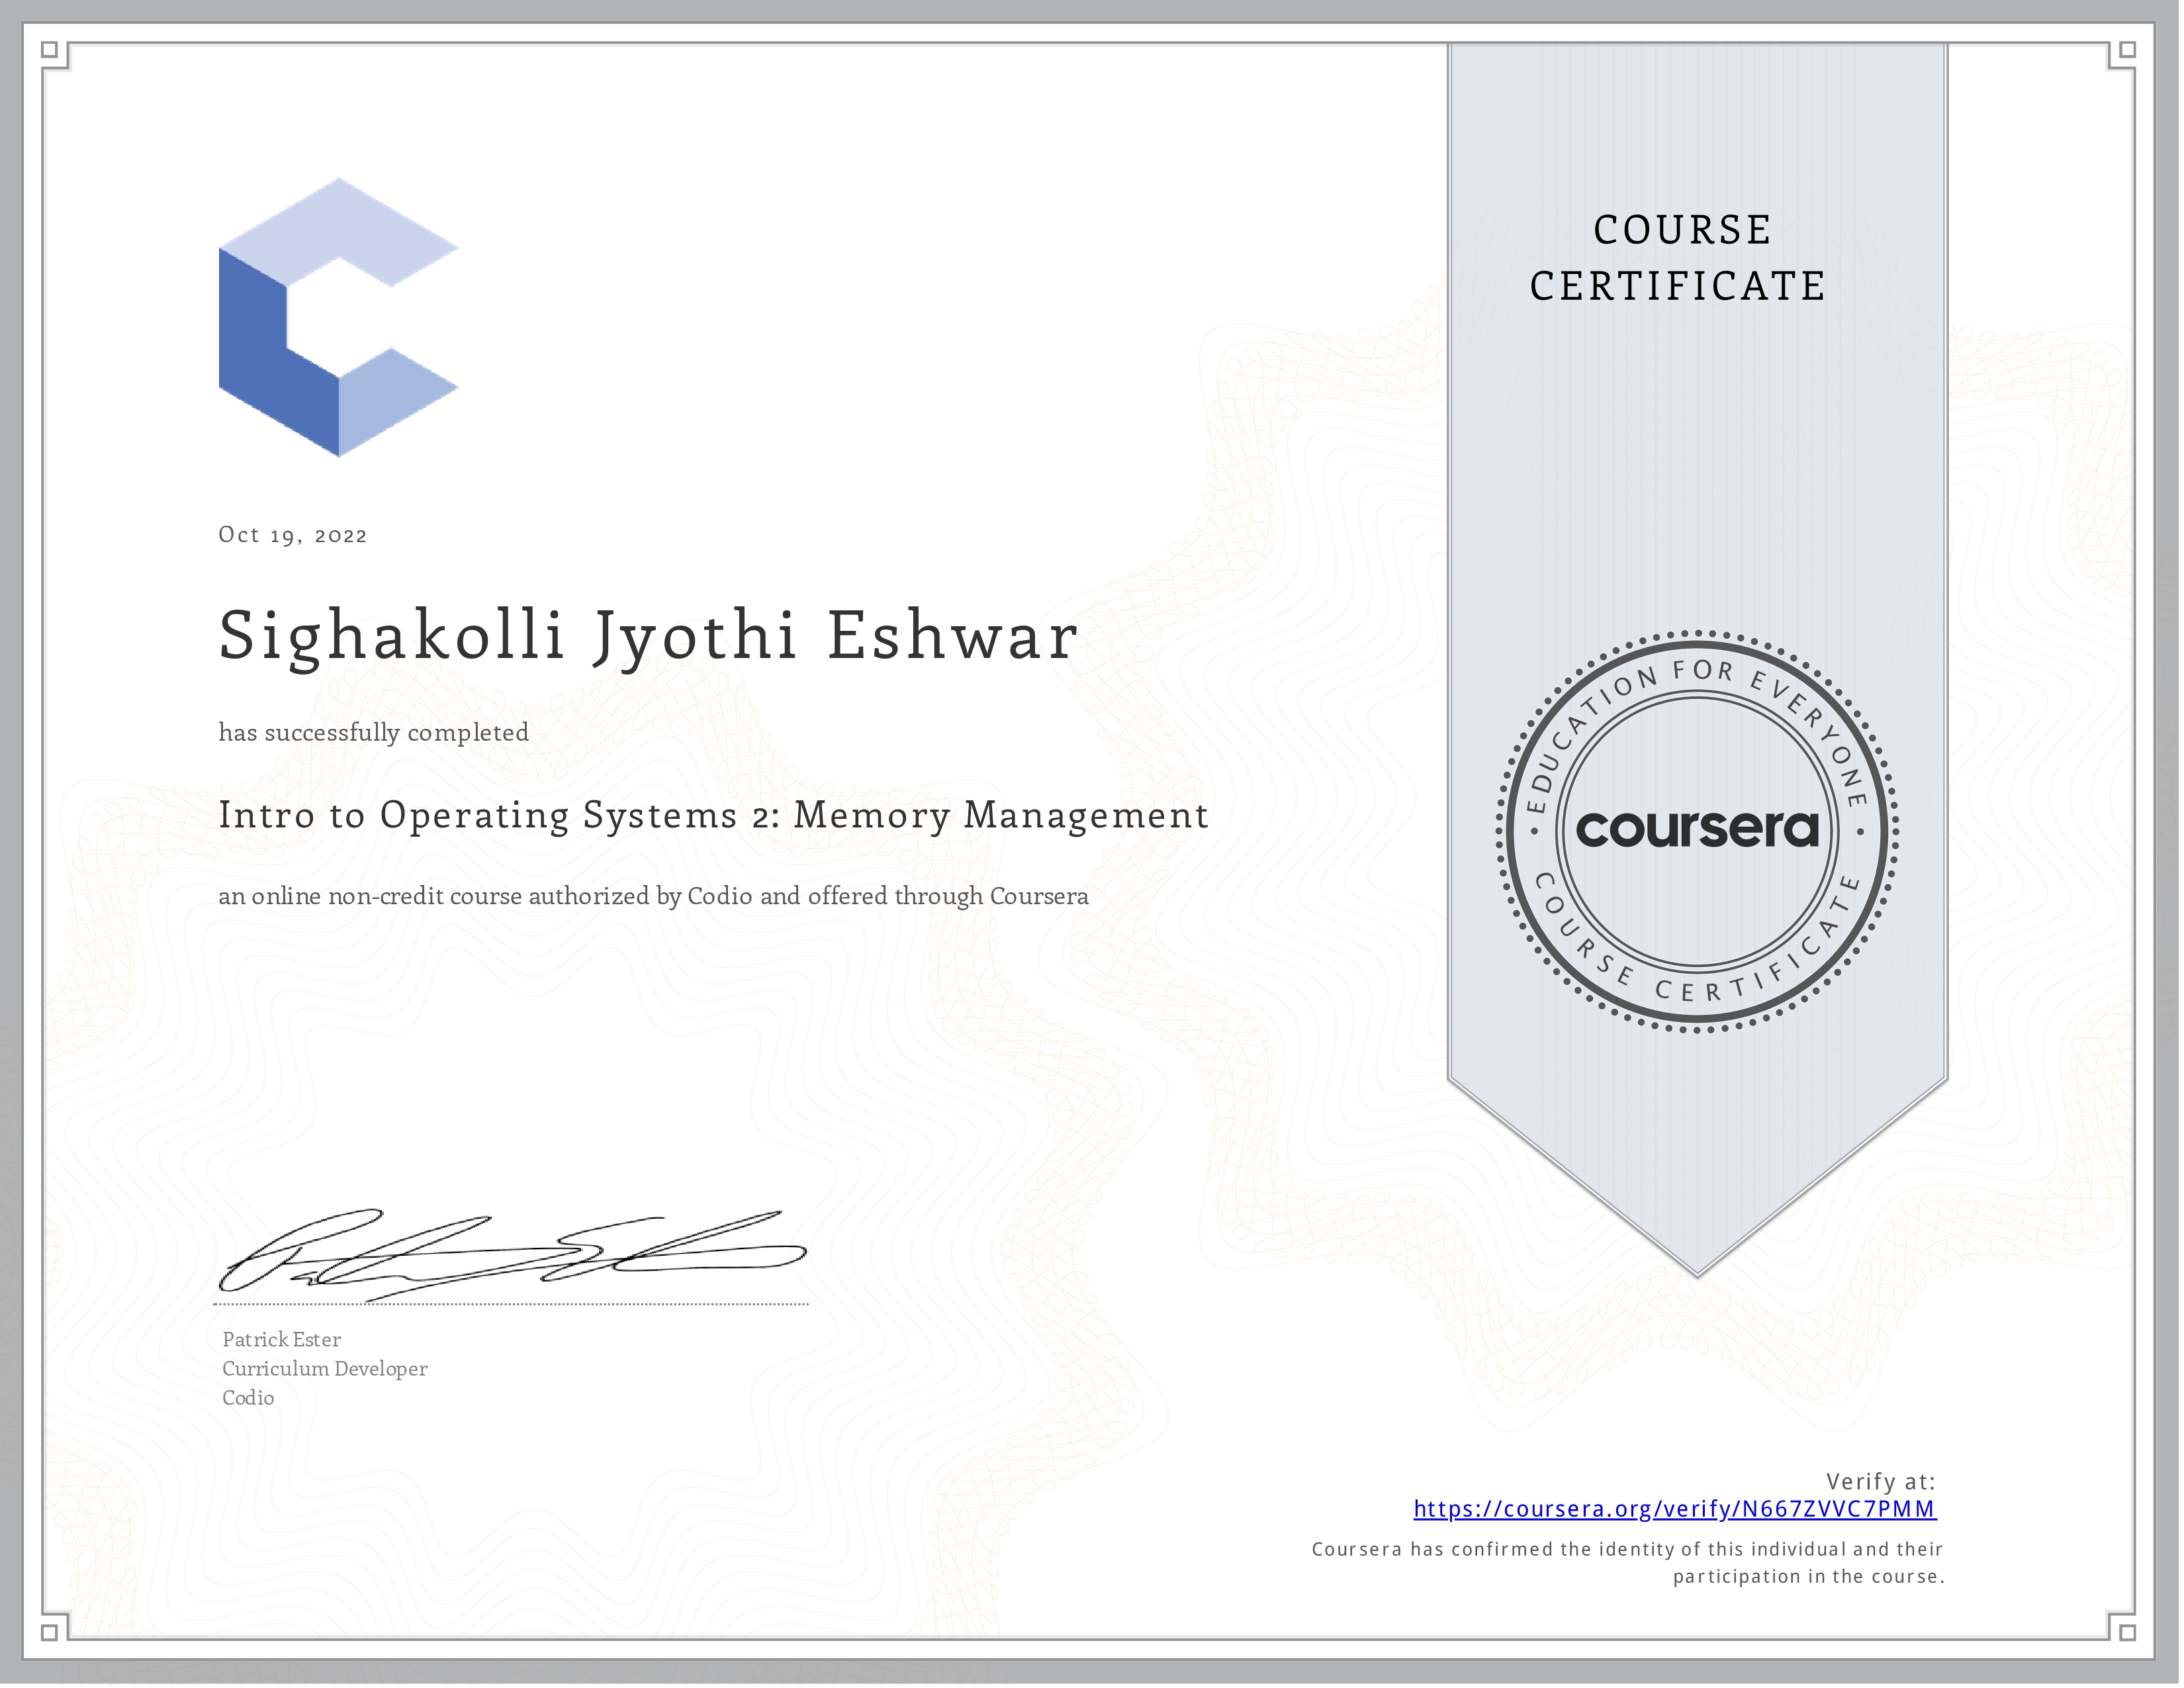 COURSE
CERTIFICATE
Oct 19, 2022
Sighakolli Jyothi Eshwar
has successfully completed
Intro to Operating Systems 2: Memory Management
an online non-credit course authorized by Codio and offered through Coursera
EDUCATION FOR EVERYONE
coursera
COURSE CERTIFICATE
Patrick Ester
Curriculum Developer
Codio
Verify at:
https://coursera.org/verify/N667ZVVC7PMM
Coursera has confirmed the identity of this individual and their
participation in the course.